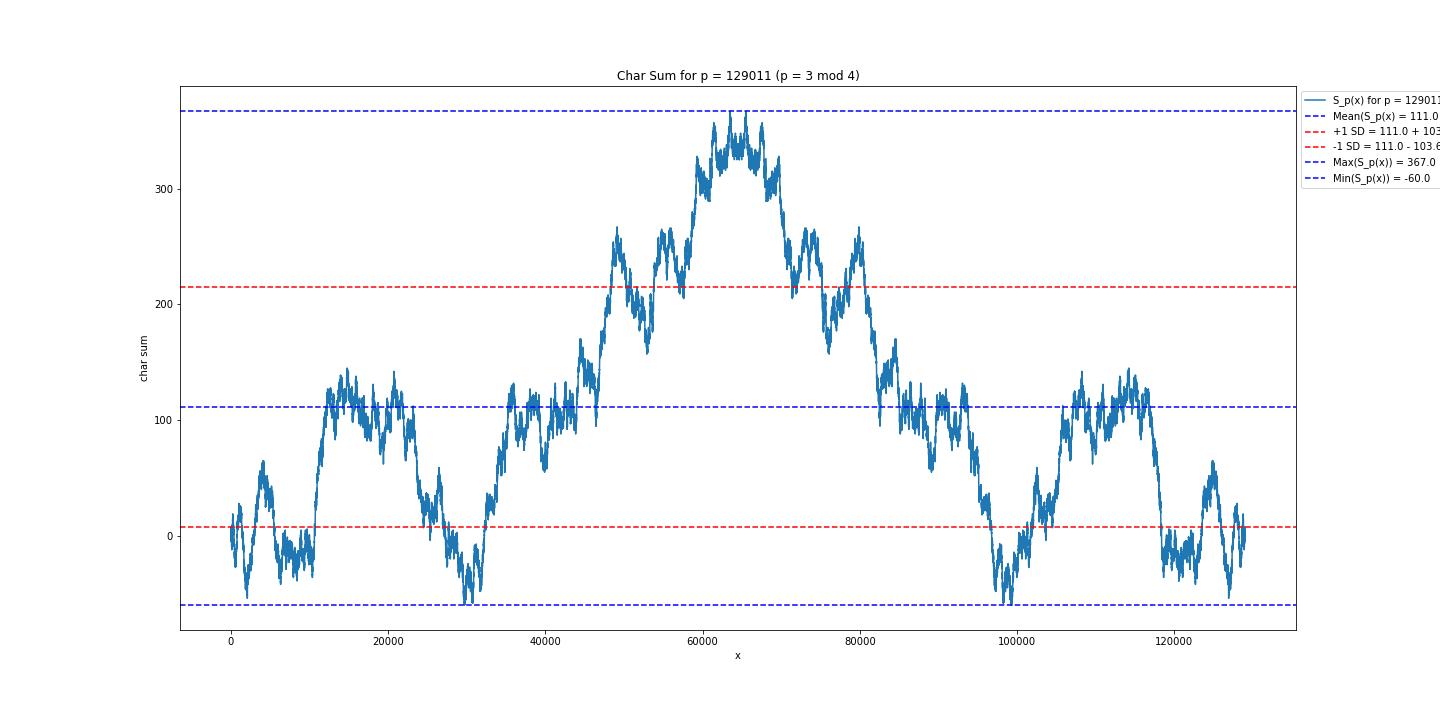 Char Sum for p = 129011 (p = 3 mod 4)
char sum
300
200
100
0
0
20000
40000
60000
80000
100000
120000
x
S_p(x) for p = 129011
Mean(S_p(x) = 111.0
+1 SD = 111.0 + 103
-1 SD = 111.0 - 103.6
Max(S_p(x)) = 367.0
Min(S_p(x)) = -60.0